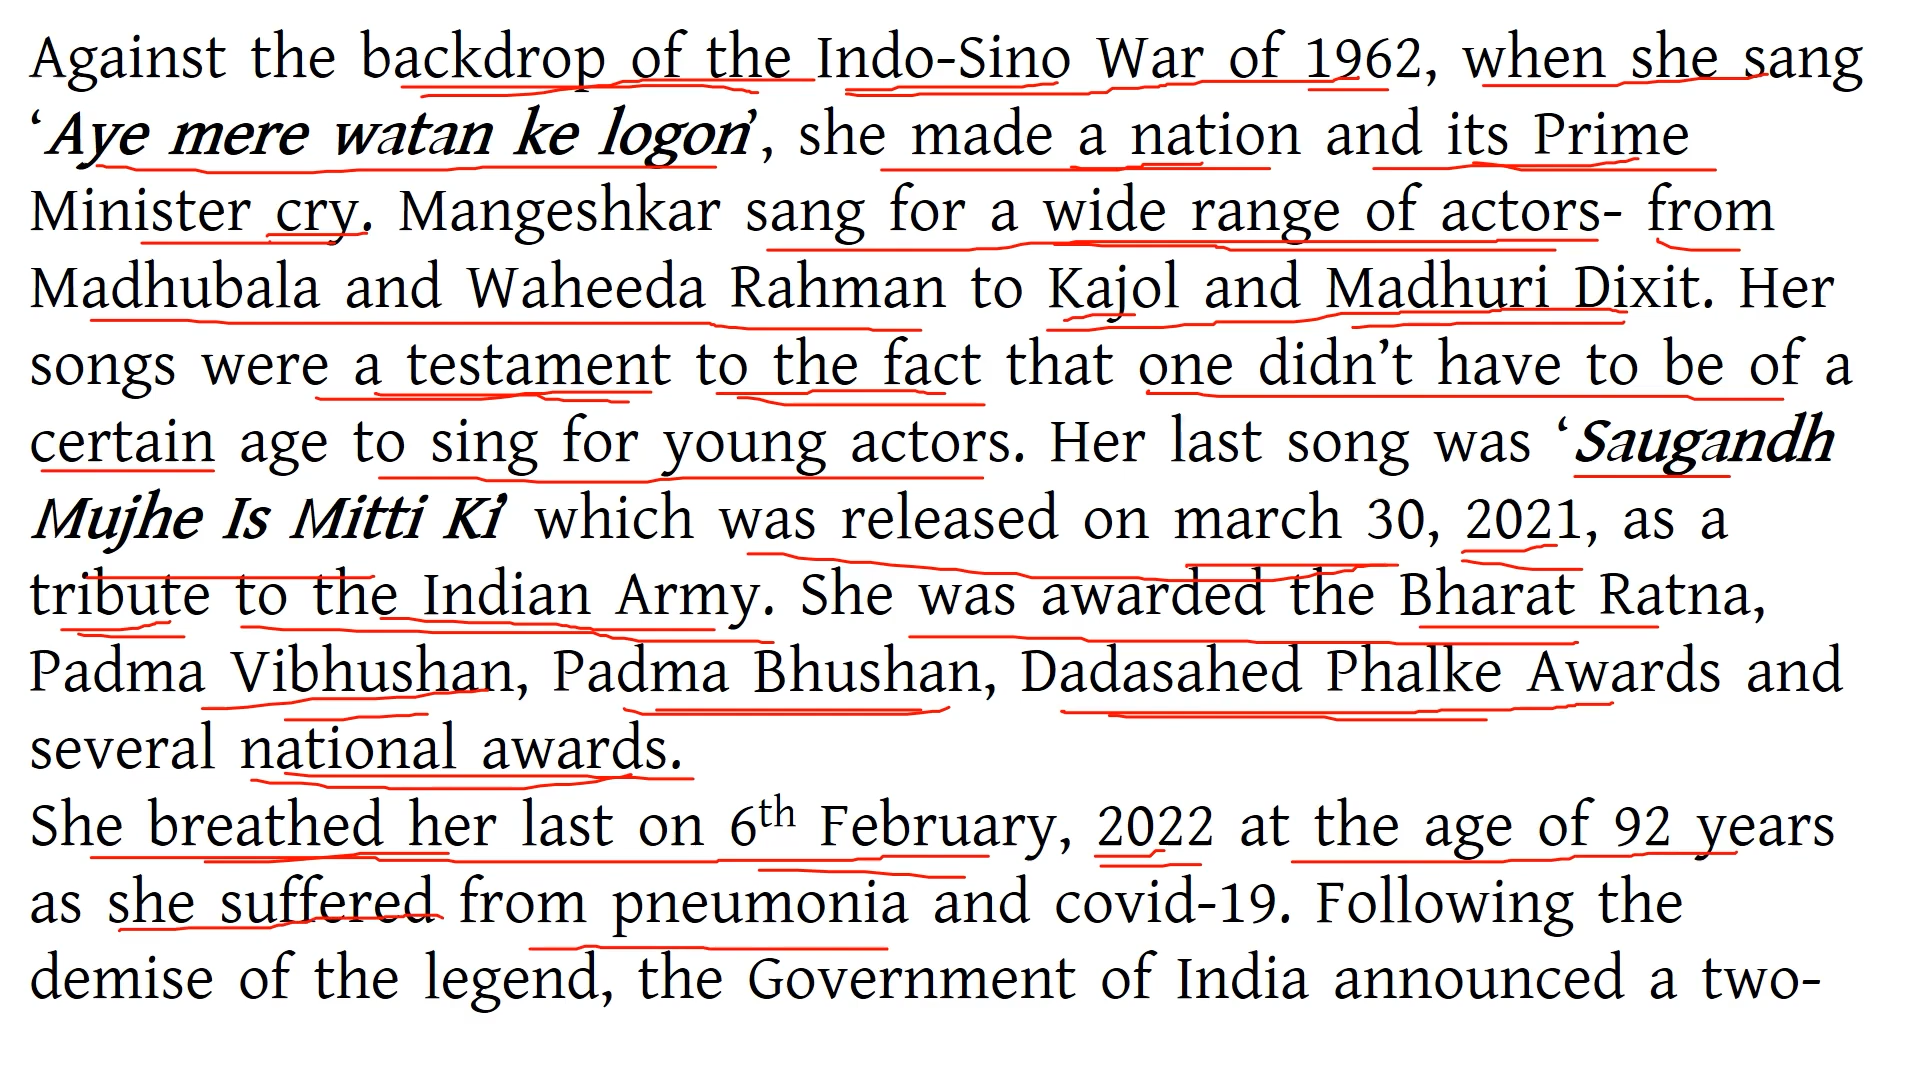 Against the backdrop of the Indo-Sino War of 1962, when she sang
‘Aye mere watan ke logon’, she made a nation and its Prime
Minister cry. Mangeshkar sang for a wide range of actors- from
Madhubala and Waheeda Rahman to Kajol and Madhuri Dixit. Her
songs were a testament to the fact that one didn’t have to be of a
certain age to sing for young actors. Her last song was ‘Saugandh
Mujhe Is Mitti Ki’ which was released on march 30, 2021, as a
tribute to the Indian Army. She was awarded the Bharat Ratna,
Padma Vibhushan, Padma Bhushan, Dadasahed Phalke Awards and
several national awards.
She breathed her last on 6th February, 2022 at the age of 92 years
as she suffered from pneumonia and covid-19. Following the
demise of the legend, the Government of India announced a two-